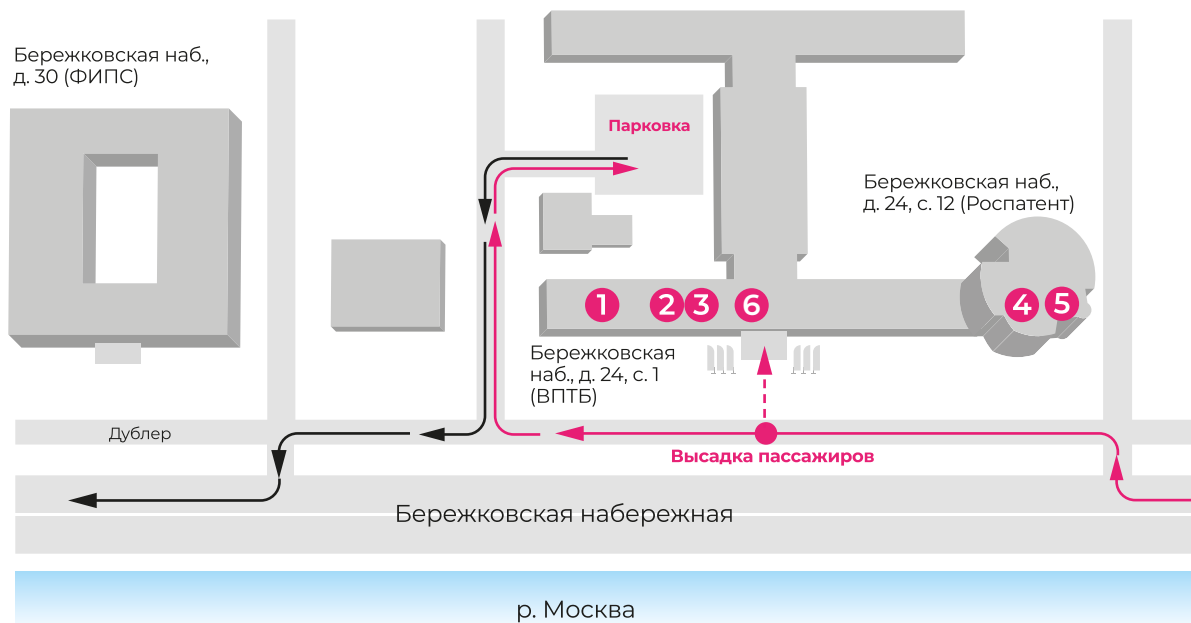 Бережковская наб.,
д. 30 (ФИПС)
Парковка
Бережковская наб.,
д. 24, с. 12 (Роспатент)
1
2
3
6
4
5
Бережковская
наб., д. 24, с. 1
(ВПТБ)
Дублер
Высадка пассажиров
Бережковская набережная
р. Москва